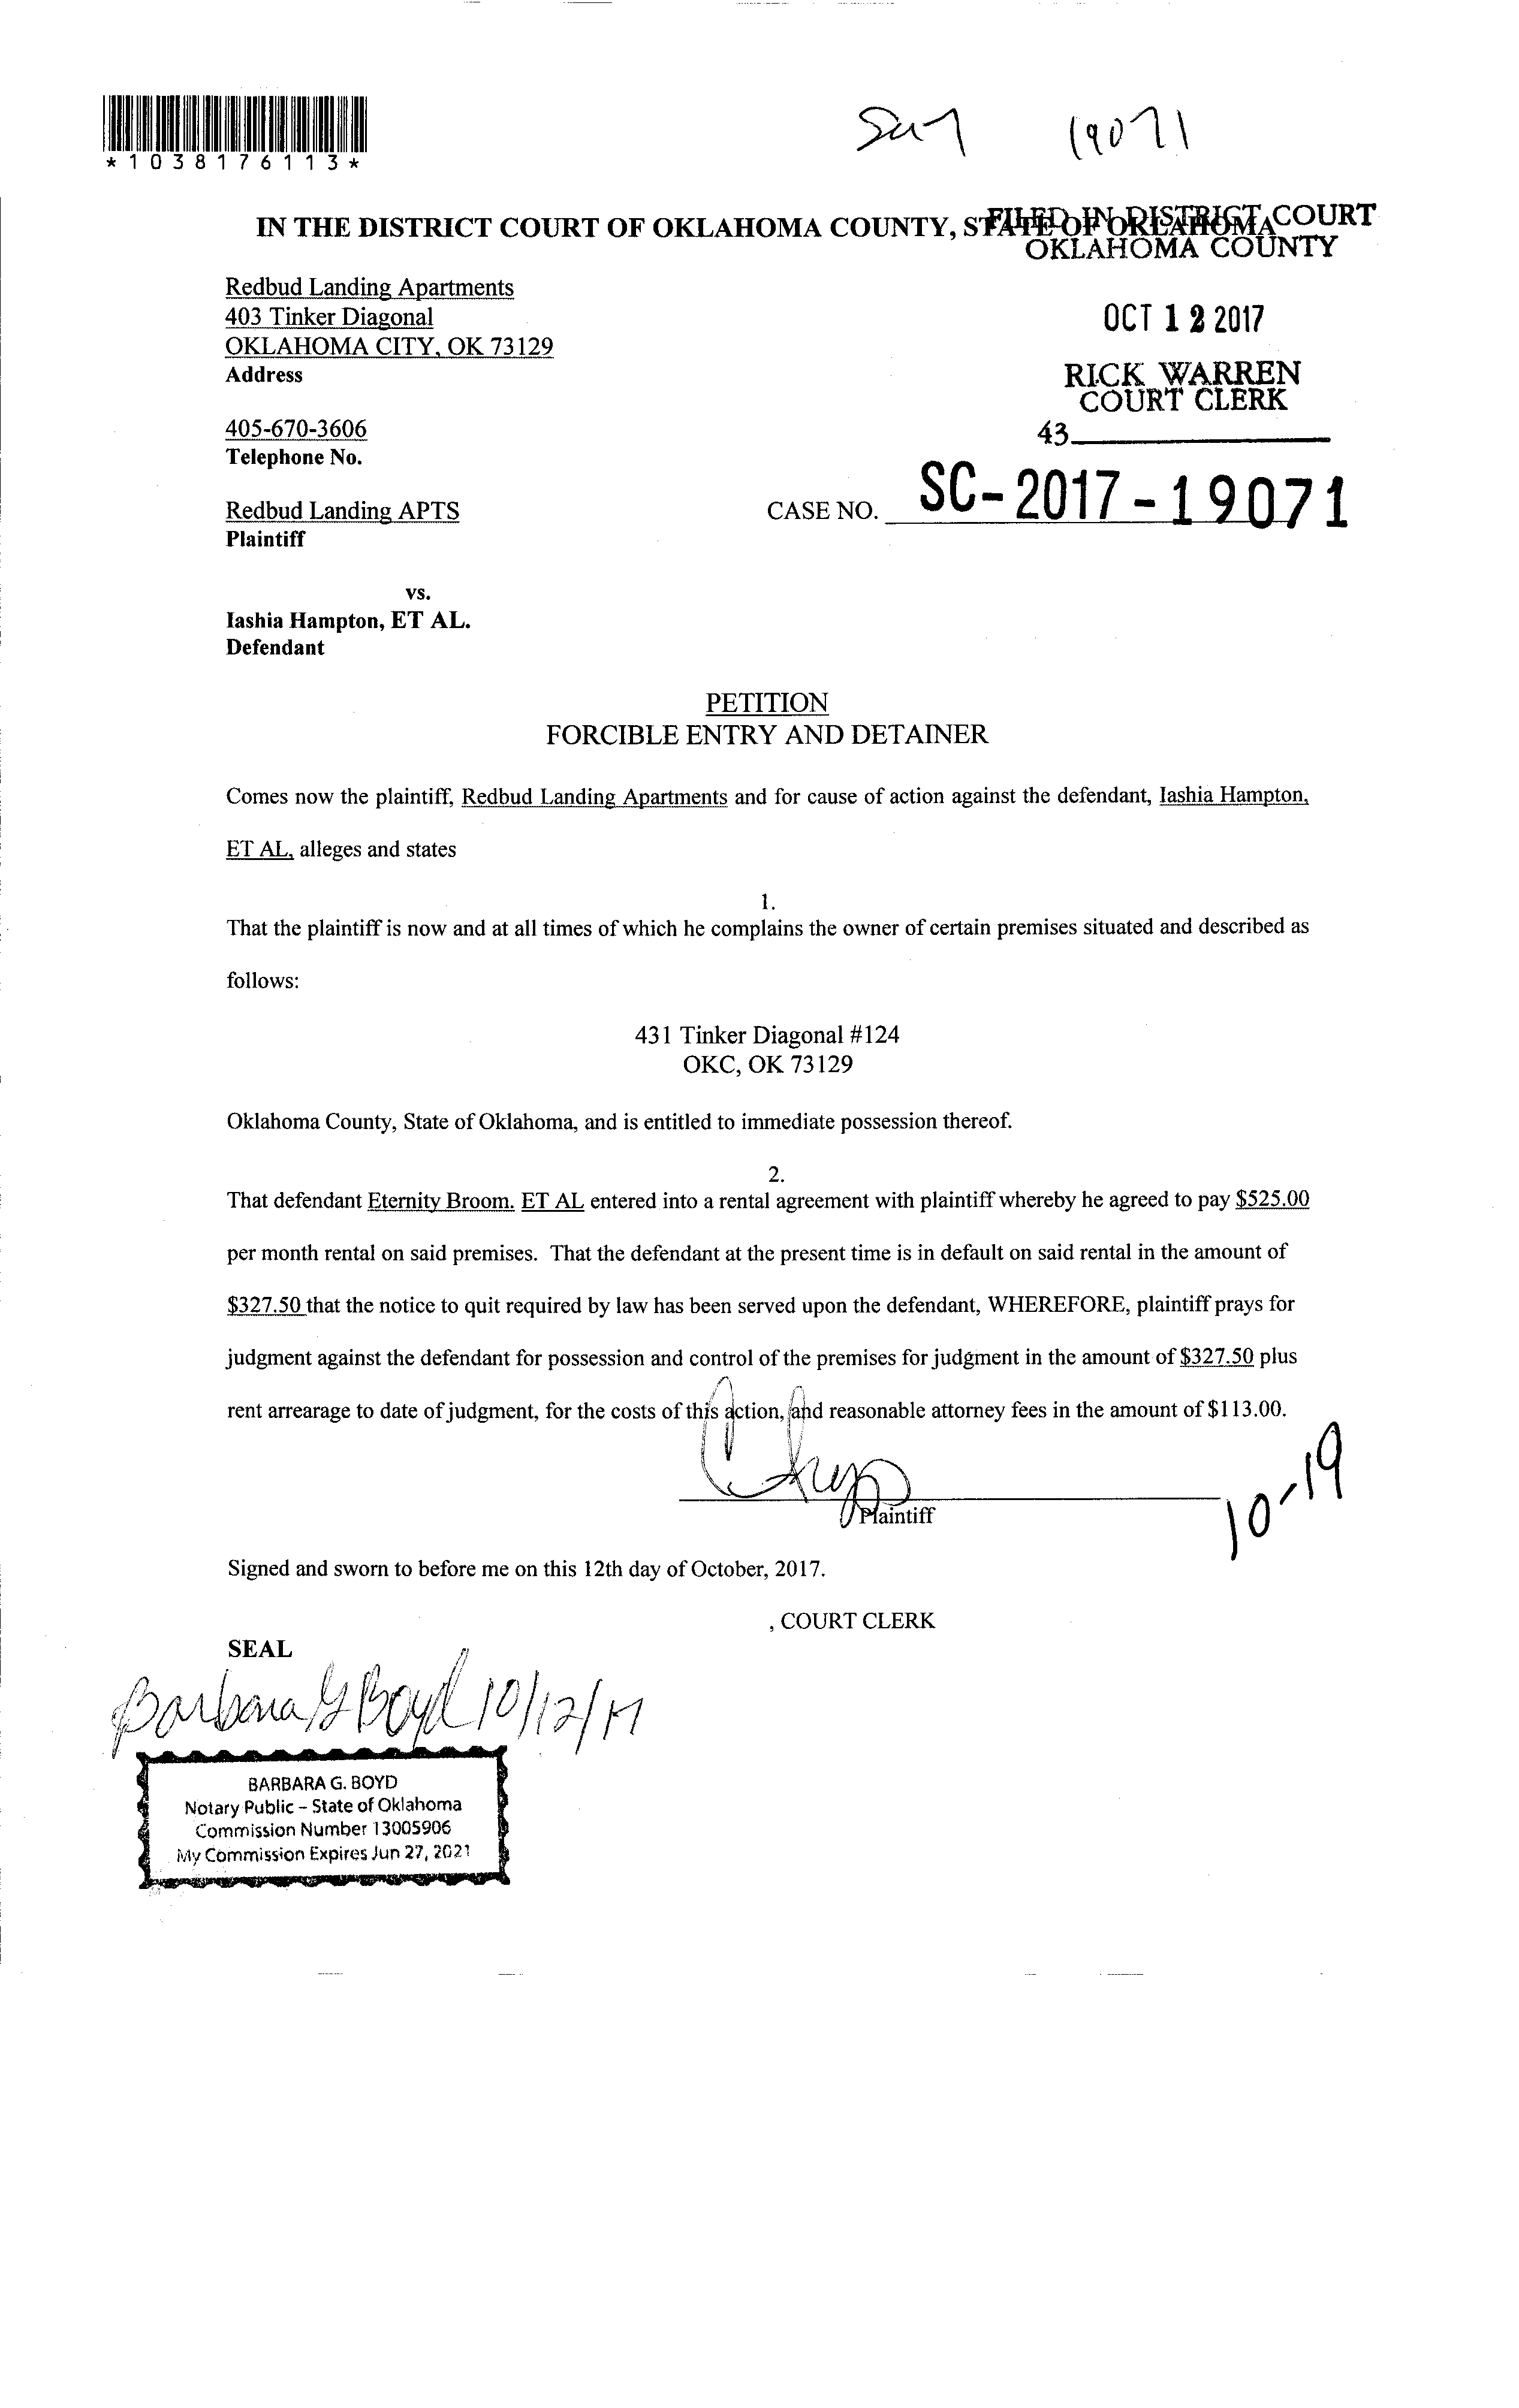 19071
*1038176113*
IN THE DISTRICT COURT OF OKLAHOMA COUNTY, STATE OF OKLAHOMA
FILED IN DISTRICT COURT
OKLAHOMA COUNTY
Redbud Landing Apartments
403 Tinker Diagonal
OKLAHOMA CITY, OK 73129
Address
OCT 12 2017
RICK WARREN
COURT CLERK
43
405-670-3606
Telephone No.
Redbud Landing APTS
Plaintiff
CASE NO. SC-2017-19071
vs.
Iashia Hampton, ET AL.
Defendant
PETITION
FORCIBLE ENTRY AND DETAINER
Comes now the plaintiff, Redbud Landing Apartments and for cause of action against the defendant, Iashia Hampton,
ET AL, alleges and states
1.
That the plaintiff is now and at all times of which he complains the owner of certain premises situated and described as
follows:
431 Tinker Diagonal #124
OKC, OK 73129
Oklahoma County, State of Oklahoma, and is entitled to immediate possession thereof.
2.
That defendant Eternity Broom. ET AL entered into a rental agreement with plaintiff whereby he agreed to pay $525.00
per month rental on said premises. That the defendant at the present time is in default on said rental in the amount of
$327.50 that the notice to quit required by law has been served upon the defendant, WHEREFORE, plaintiff prays for
judgment against the defendant for possession and control of the premises for judgment in the amount of $327.50 plus
rent arrearage to date of judgment, for the costs of this action, and reasonable attorney fees in the amount of $113.00.
Plaintiff
10-19
Signed and sworn to before me on this 12th day of October, 2017.
, COURT CLERK
SEAL
Barbara G Boyd 10/12/17
BARBARA G. BOYD
Notary Public – State of Oklahoma
Commission Number 13005906
My Commission Expires Jun 27, 2021